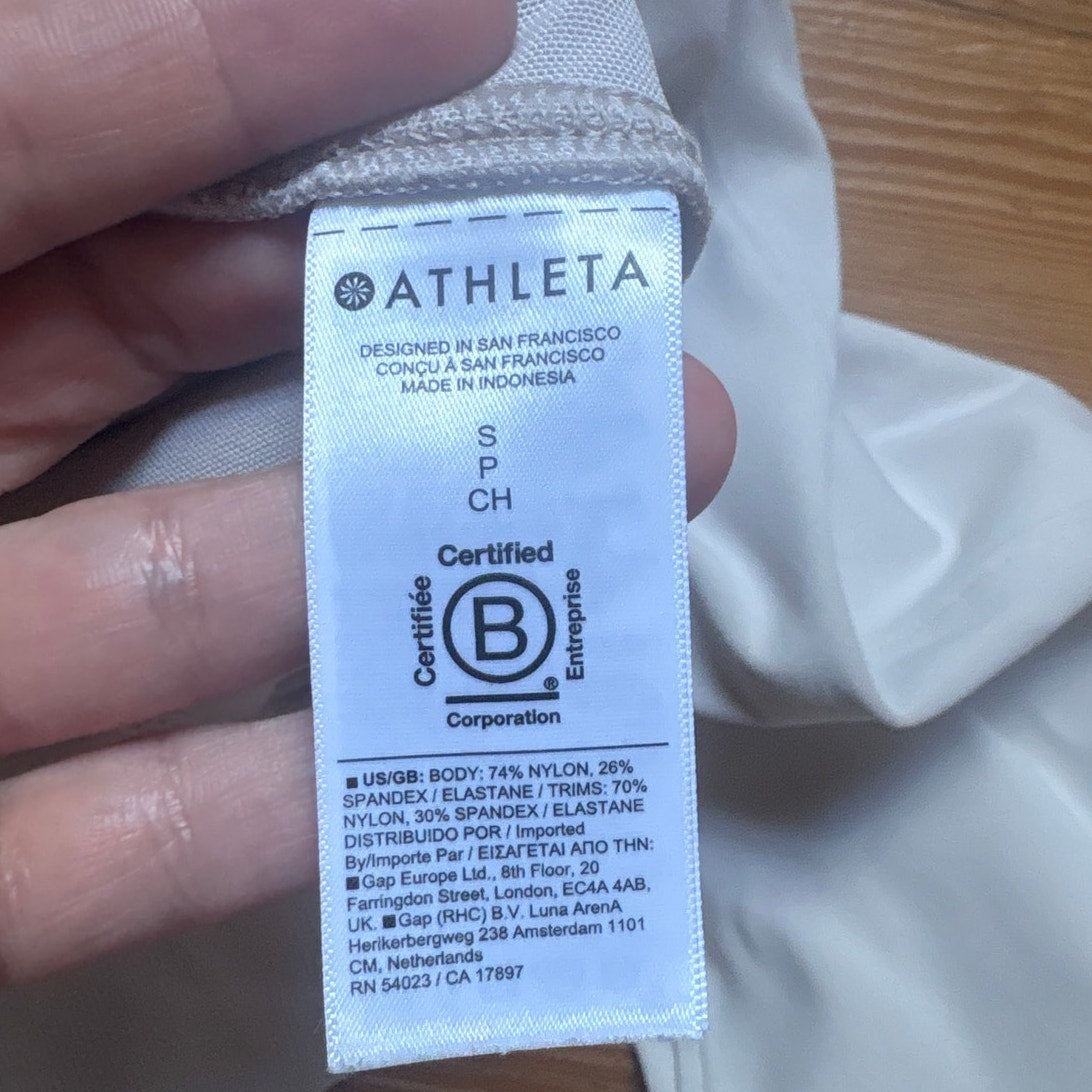 ATHLETA
DESIGNED IN SAN FRANCISCO
CONÇU À SAN FRANCISCO
MADE IN INDONESIA
S
P
CH
Certified
Certifiée
B
Entreprise
®
Corporation
■ US/GB: BODY: 74% NYLON, 26%
SPANDEX / ELASTANE / TRIMS: 70%
NYLON, 30% SPANDEX / ELASTANE
DISTRIBUIDO POR / Imported
By/Importe Par / ΕΙΣΑΓΕΤΑΙ ΑΠΟ ΤΗΝ:
■Gap Europe Ltd., 8th Floor, 20
Farringdon Street, London, EC4A 4AB,
UK. ■Gap (RHC) B.V. Luna ArenA
Herikerbergweg 238 Amsterdam 1101
CM, Netherlands
RN 54023 / CA 17897